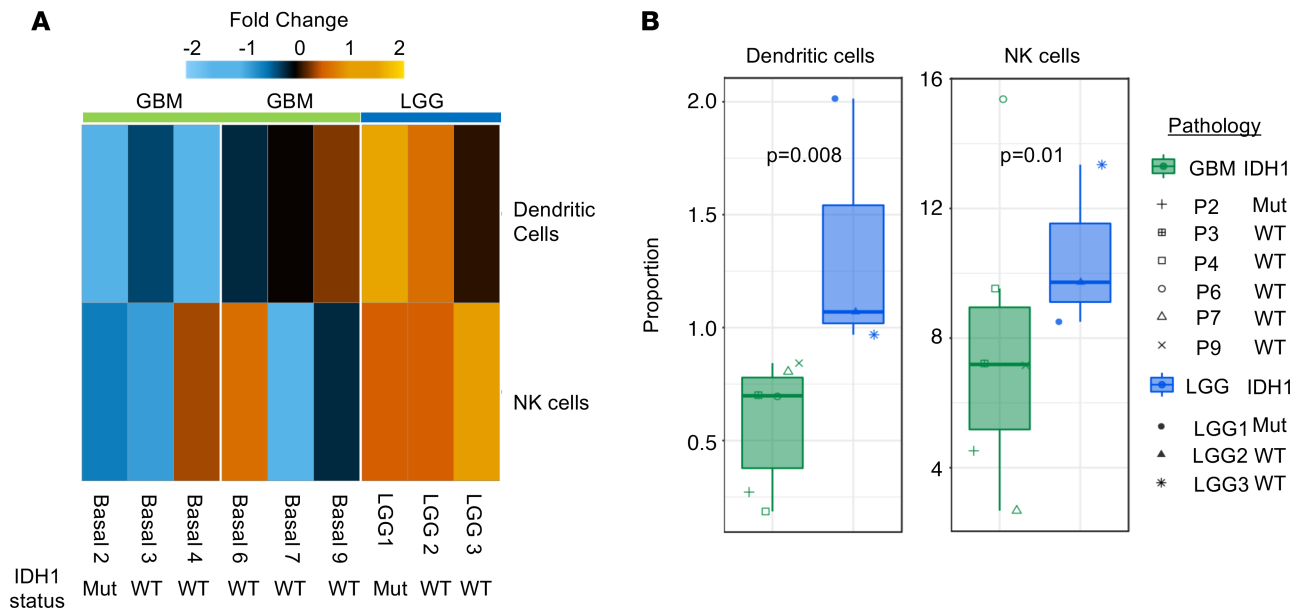 A
Fold Change
-2 -1 0 1 2
GBM GBM LGG
Dendritic
Cells
NK cells
Basal 2
Basal 3
Basal 4
Basal 6
Basal 7
Basal 9
LGG1
LGG 2
LGG 3
IDH1
status
Mut WT WT WT WT WT Mut WT WT
B
Dendritic cells
NK cells
Proportion
2.0
1.5
1.0
0.5
p=0.008
16
12
8
4
p=0.01
Pathology
GBM IDH1
P2 Mut
P3 WT
P4 WT
P6 WT
P7 WT
P9 WT
LGG IDH1
LGG1 Mut
LGG2 WT
LGG3 WT